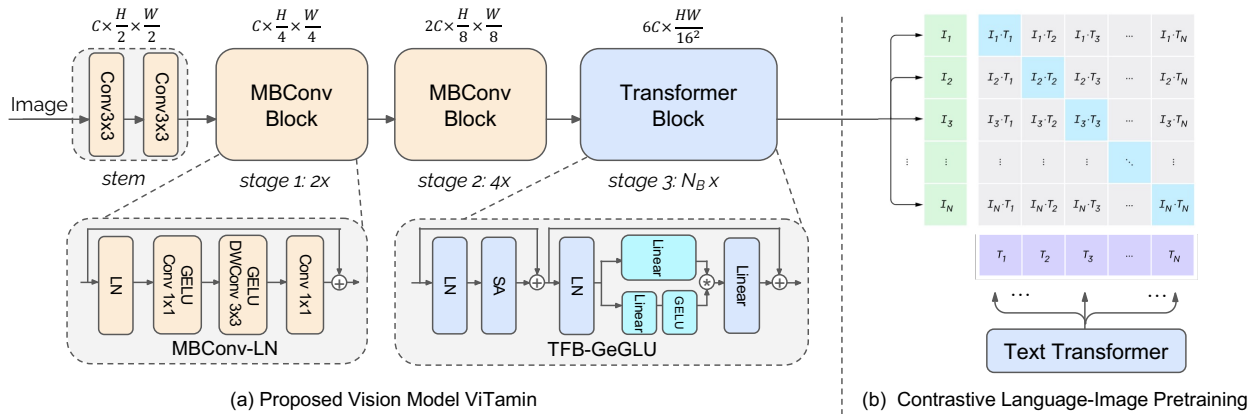 C × H/2 × W/2
C × H/4 × W/4
2C × H/8 × W/8
6C × HW/16²
Image
Conv3x3
Conv3x3
MBConv Block
MBConv Block
Transformer Block
stem
stage 1: 2x
stage 2: 4x
stage 3: N_B x
LN
GELU Conv 1x1
GELU DWConv 3x3
Conv 1x1
+
MBConv-LN
LN
SA
+
LN
Linear
Linear
GELU
*
Linear
+
TFB-GeGLU
(a) Proposed Vision Model ViTamin
I₁ I₁·T₁ I₁·T₂ I₁·T₃ ... I₁·T_N
I₂ I₂·T₁ I₂·T₂ I₂·T₃ ... I₂·T_N
I₃ I₃·T₁ I₃·T₂ I₃·T₃ ... I₃·T_N
⋮ ⋮ ⋮ ⋮ ⋱ ⋮
I_N I_N·T₁ I_N·T₂ I_N·T₃ ... I_N·T_N
T₁ T₂ T₃ ... T_N
... ...
Text Transformer
(b) Contrastive Language-Image Pretraining